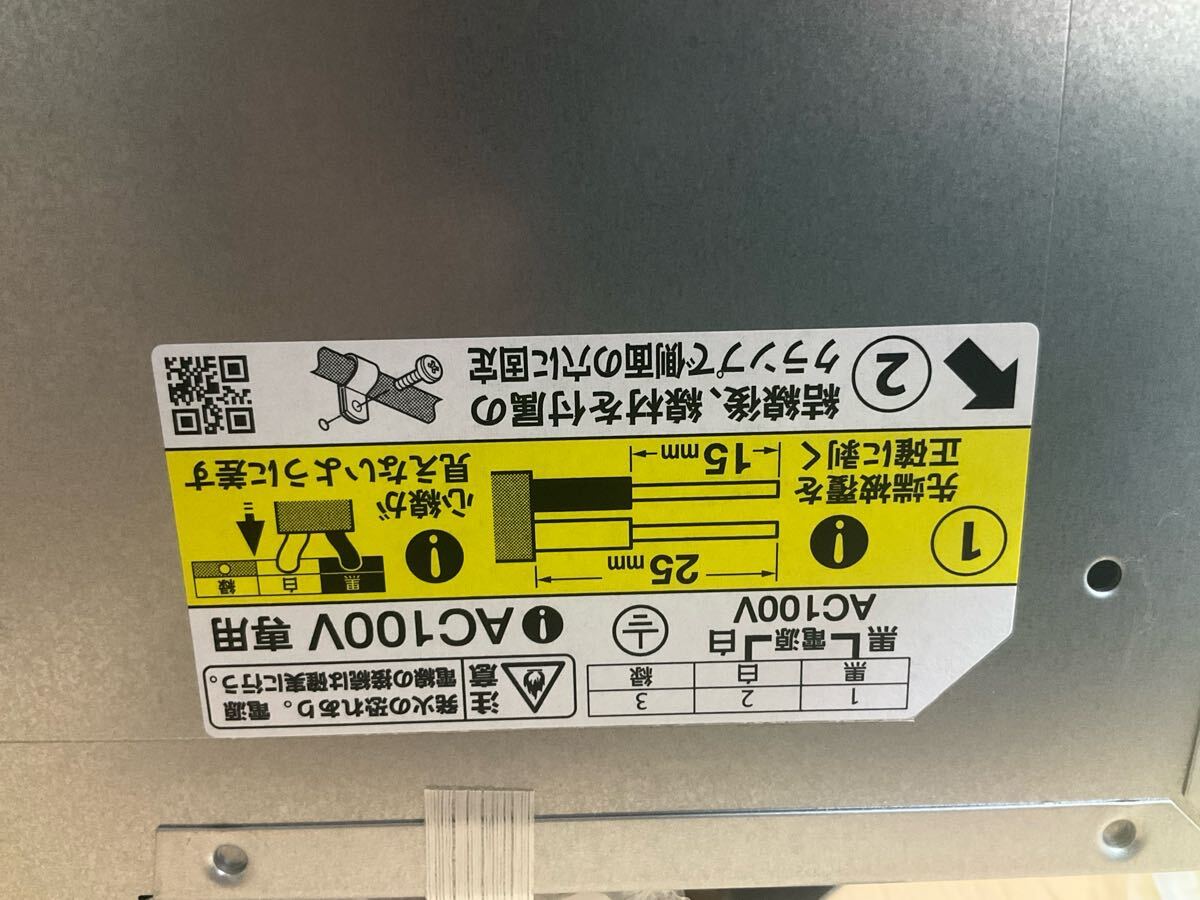 1 2 3
黒 白 緑
黒 電源 白
AC100V
AC100V 専用
注意
発火の恐れあり。電源
電線の接続は確実に行う。
1
先端被覆を
正確に剥く
25mm
15mm
心線が
見えないように差す
黒 白 緑
2
結線後、線材を付属の
クランプで側面の穴に固定